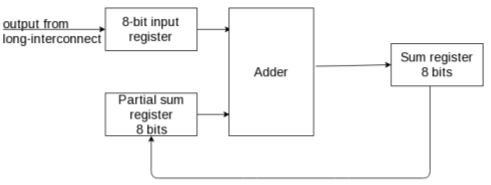 output from
long-interconnect
8-bit input
register
Adder
Sum register
8 bits
Partial sum
register
8 bits